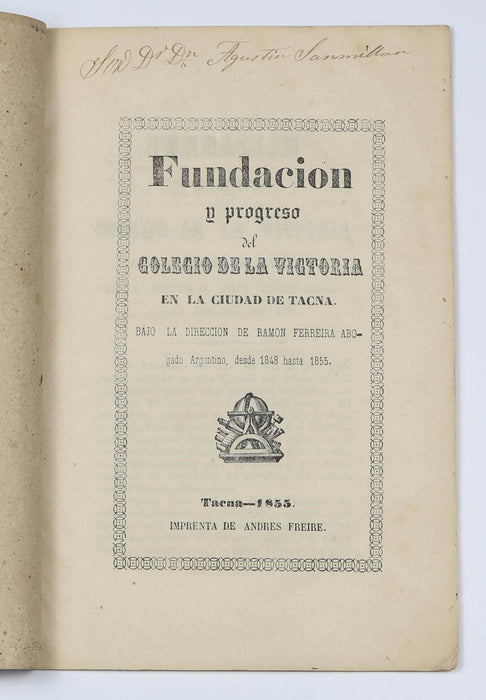 Sor Dr Dn Agustin Sanmillan
Fundacion
y progreso
del
COLEGIO DE LA VICTORIA
EN LA CIUDAD DE TACNA.
BAJO LA DIRECCION DE RAMON FERREIRA ABO-
gado Argentino, desde 1848 hasta 1855.
Tacna—1855.
IMPRENTA DE ANDRES FREIRE.